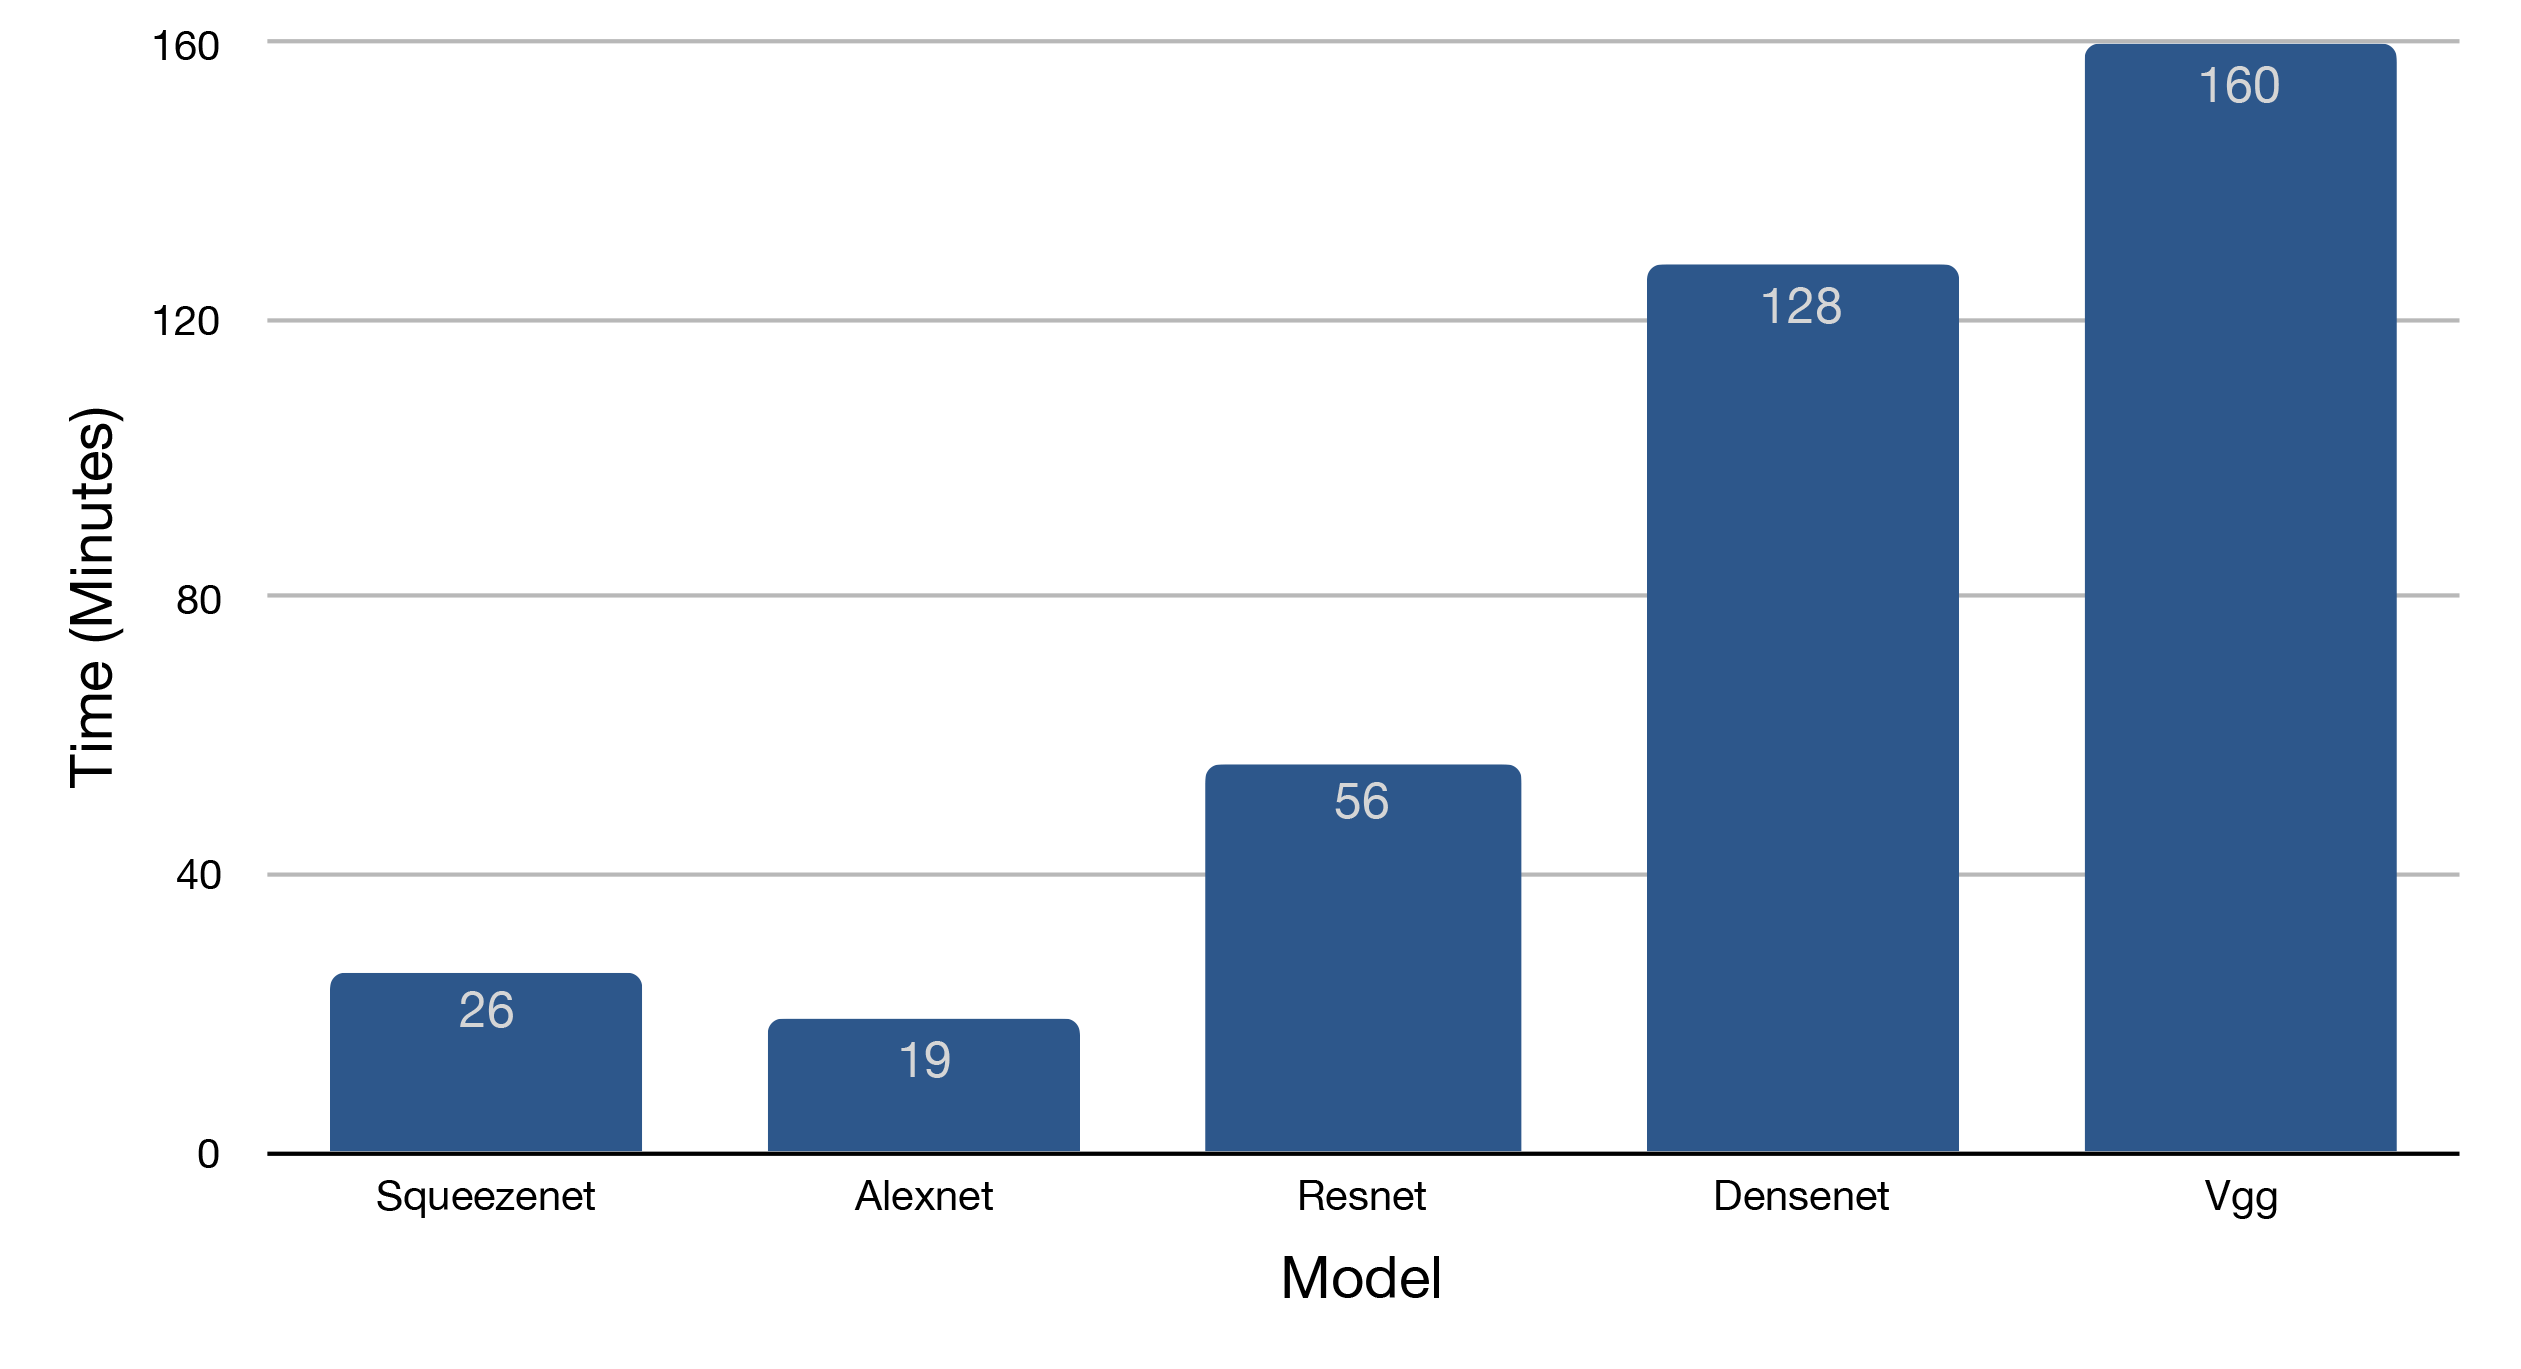 160
120
80
40
0
Time (Minutes)
26
19
56
128
160
Squeezenet
Alexnet
Resnet
Densenet
Vgg
Model